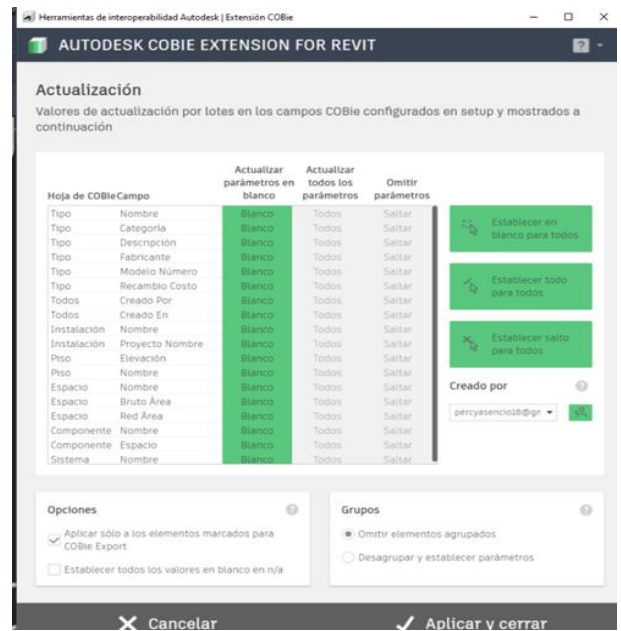 Herramientas de interoperabilidad Autodesk | Extensión COBie
AUTODESK COBIE EXTENSION FOR REVIT
Actualización
Valores de actualización por lotes en los campos COBie configurados en setup y mostrados a
continuación
Hoja de COBie Campo Actualizar parámetros en blanco Actualizar todos los parámetros Omitir parámetros
Tipo Nombre Blanco Todos Saltar
Tipo Categoría Blanco Todos Saltar
Tipo Descripción Blanco Todos Saltar
Tipo Fabricante Blanco Todos Saltar
Tipo Modelo Número Blanco Todos Saltar
Tipo Recambio Costo Blanco Todos Saltar
Todos Creado Por Blanco Todos Saltar
Todos Creado En Blanco Todos Saltar
Instalación Nombre Blanco Todos Saltar
Instalación Proyecto Nombre Blanco Todos Saltar
Piso Elevación Blanco Todos Saltar
Piso Nombre Blanco Todos Saltar
Espacio Nombre Blanco Todos Saltar
Espacio Bruto Área Blanco Todos Saltar
Espacio Red Área Blanco Todos Saltar
Componente Nombre Blanco Todos Saltar
Componente Espacio Blanco Todos Saltar
Sistema Nombre Blanco Todos Saltar
Establecer en
blanco para todos
Establecer todo
para todos
Establecer salto
para todos
Creado por
percyasencio18@gr
Opciones
Aplicar sólo a los elementos marcados para
COBie Export
Establecer todos los valores en blanco en n/a
Grupos
Omitir elementos agrupados
Desagrupar y establecer parámetros
Cancelar
Aplicar y cerrar